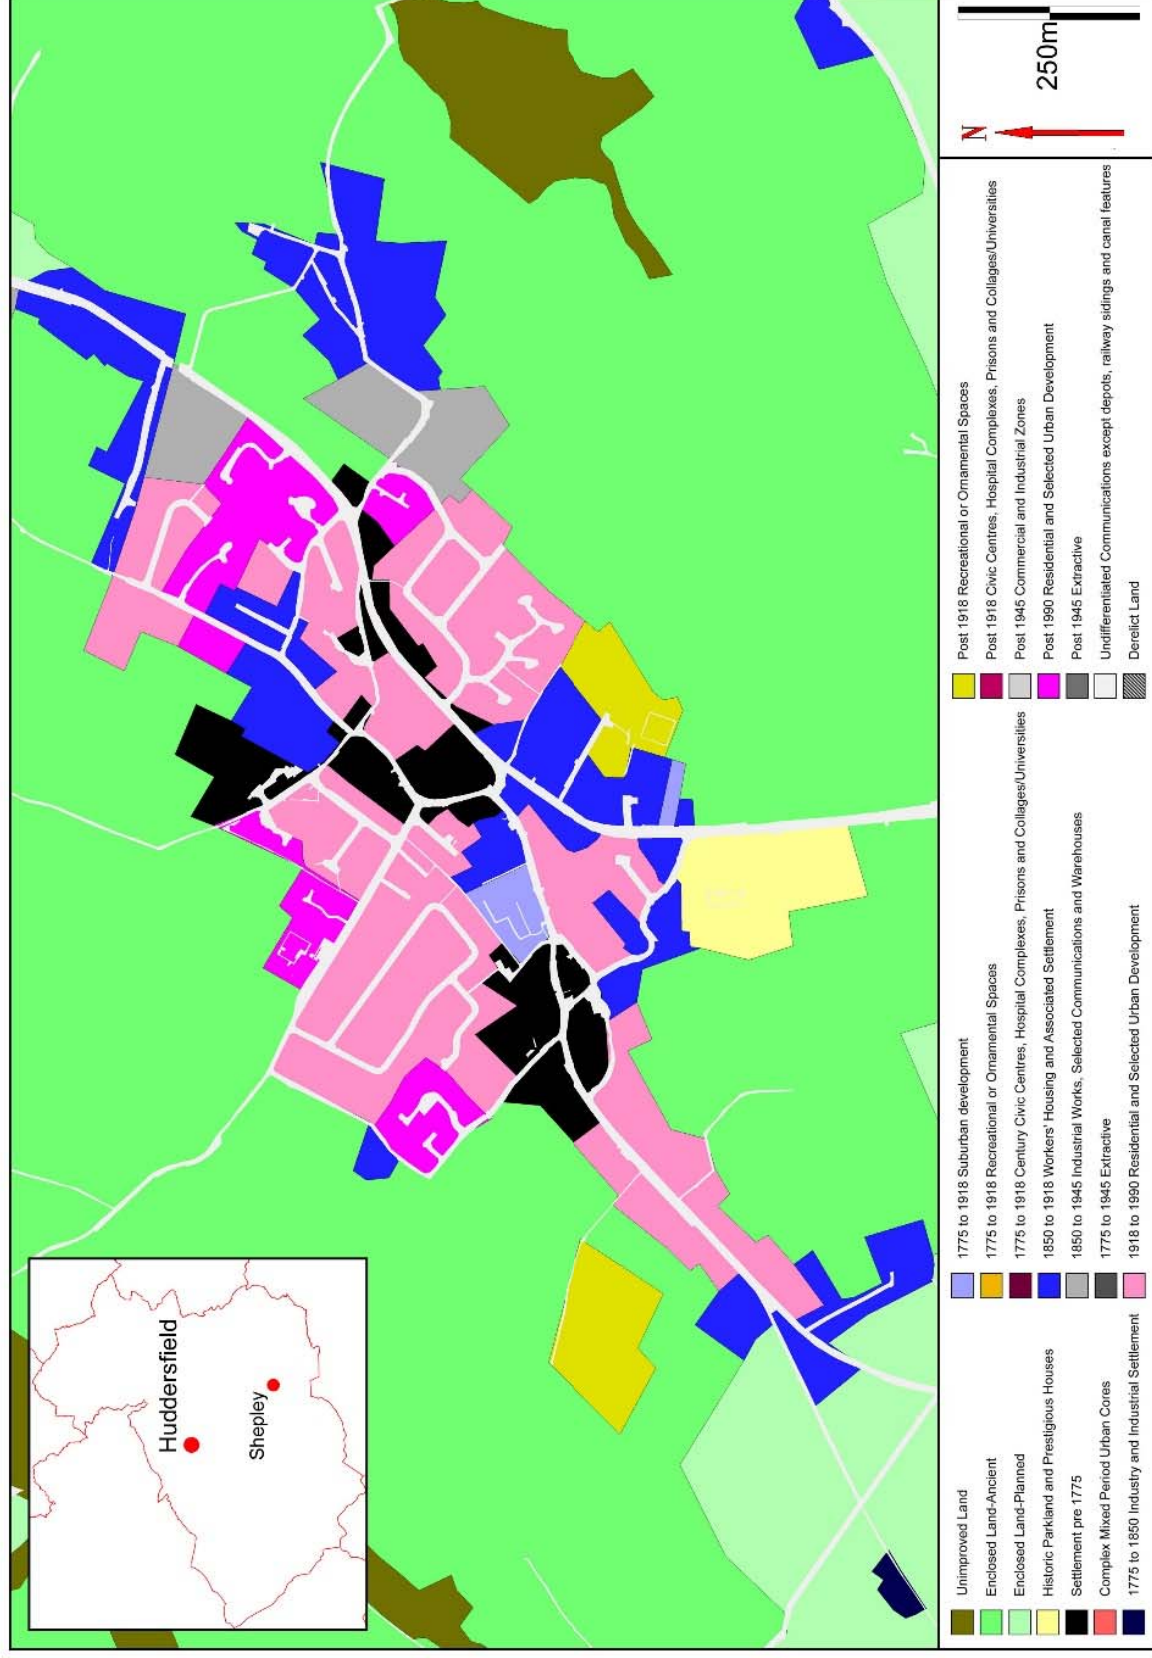 Huddersfield
Shepley
Unimproved Land
Enclosed Land-Ancient
Enclosed Land-Planned
Historic Parkland and Prestigious Houses
Settlement pre 1775
Complex Mixed Period Urban Cores
1775 to 1850 Industry and Industrial Settlement
1775 to 1918 Suburban development
1775 to 1918 Recreational or Ornamental Spaces
1775 to 1918 Century Civic Centres, Hospital Complexes, Prisons and Collages/Universities
1850 to 1918 Workers' Housing and Associated Settlement
1850 to 1945 Industrial Works, Selected Communications and Warehouses
1775 to 1945 Extractive
1918 to 1990 Residential and Selected Urban Development
Post 1918 Recreational or Ornamental Spaces
Post 1918 Civic Centres, Hospital Complexes, Prisons and Collages/Universities
Post 1945 Commercial and Industrial Zones
Post 1990 Residential and Selected Urban Development
Post 1945 Extractive
Undifferentiated Communications except depots, railway sidings and canal features
Derelict Land
N
250m